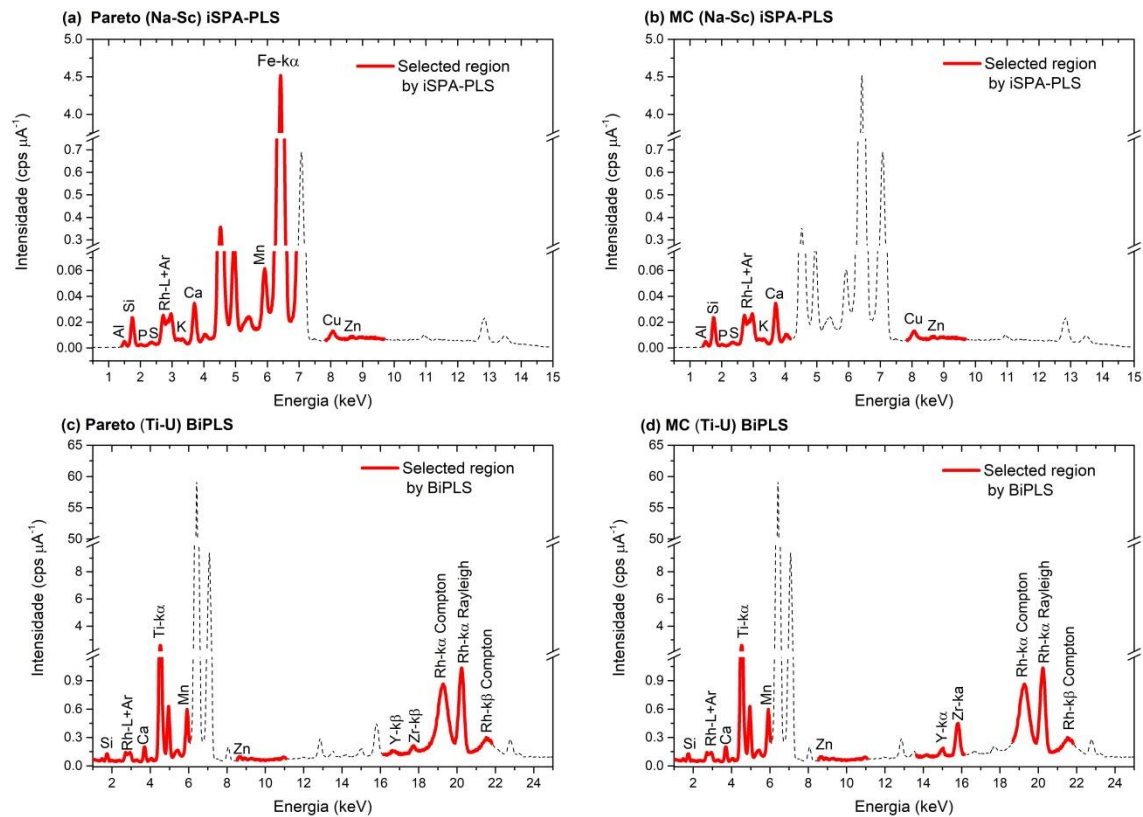 (a) Pareto (Na-Sc) iSPA-PLS
5.0
4.5
4.0
0.7
0.6
0.5
0.4
0.3
0.06
0.04
0.02
0.00
Intensidade (cps μA⁻¹)
Fe-kα
Selected region
by iSPA-PLS
Al
Si
P
S
Rh-L+Ar
K
Ca
Mn
Cu
Zn
1 2 3 4 5 6 7 8 9 10 11 12 13 14 15
Energia (keV)
(b) MC (Na-Sc) iSPA-PLS
5.0
4.5
4.0
0.7
0.6
0.5
0.4
0.3
0.06
0.04
0.02
0.00
Intensidade (cps μA⁻¹)
Selected region
by iSPA-PLS
Al
Si
P
S
Rh-L+Ar
K
Ca
Cu
Zn
1 2 3 4 5 6 7 8 9 10 11 12 13 14 15
Energia (keV)
(c) Pareto (Ti-U) BiPLS
65
60
55
50
8
6
4
0.9
0.6
0.3
0.0
Intensidade (cps μA⁻¹)
Selected region
by BiPLS
Si
Rh-L+Ar
Ca
Ti-kα
Mn
Zn
Y-kβ
Zr-kβ
Rh-kα Compton
Rh-kα Rayleigh
Rh-kβ Compton
2 4 6 8 10 12 14 16 18 20 22 24
Energia (keV)
(d) MC (Ti-U) BiPLS
65
60
55
50
8
6
4
0.9
0.6
0.3
0.0
Intensidade (cps μA⁻¹)
Selected region
by BiPLS
Si
Rh-L+Ar
Ca
Ti-kα
Mn
Zn
Y-kα
Zr-ka
Rh-kα Compton
Rh-kα Rayleigh
Rh-kβ Compton
2 4 6 8 10 12 14 16 18 20 22 24
Energia (keV)